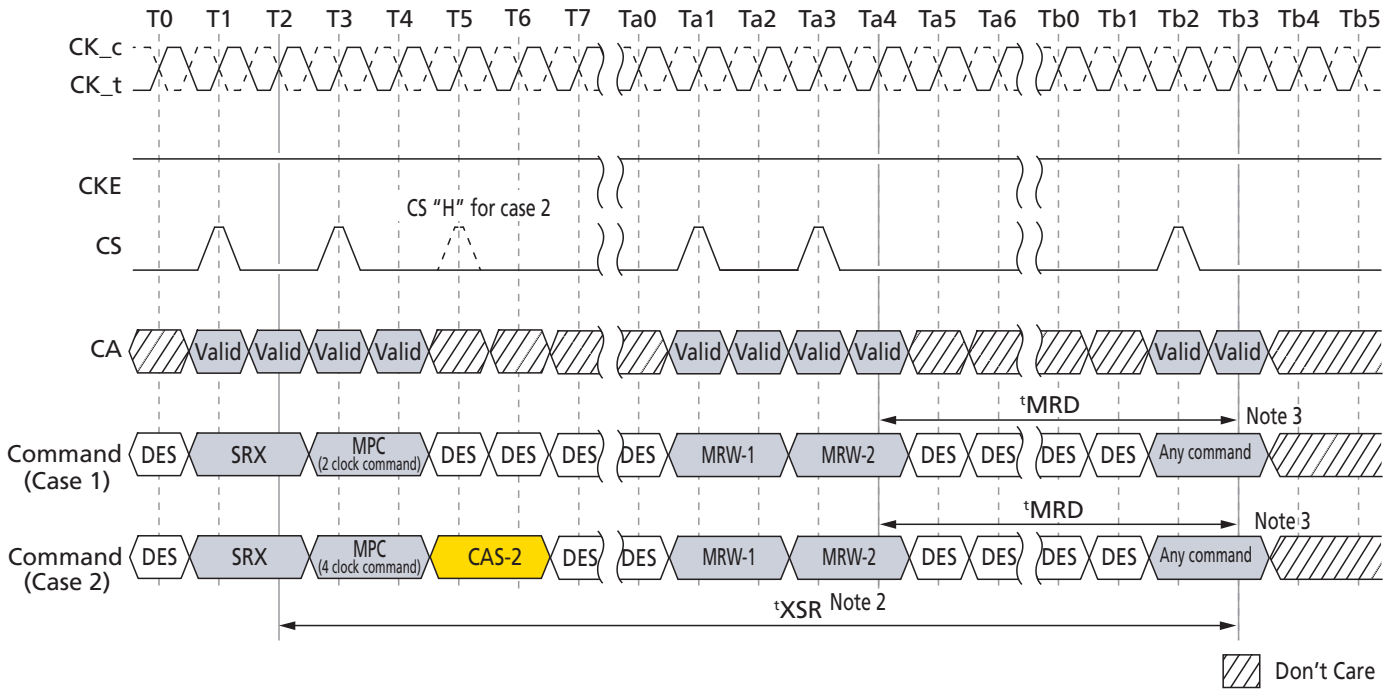 T0 T1 T2 T3 T4 T5 T6 T7 Ta0 Ta1 Ta2 Ta3 Ta4 Ta5 Ta6 Tb0 Tb1 Tb2 Tb3 Tb4 Tb5
CK_c
CK_t
CKE
CS "H" for case 2
CS
CA Valid Valid Valid Valid Valid Valid Valid Valid Valid Valid
tMRD Note 3
Command (Case 1) DES SRX MPC (2 clock command) DES DES DES DES MRW-1 MRW-2 DES DES DES DES Any command
tMRD Note 3
Command (Case 2) DES SRX MPC (4 clock command) CAS-2 DES DES MRW-1 MRW-2 DES DES DES DES Any command
tXSR Note 2
Don't Care